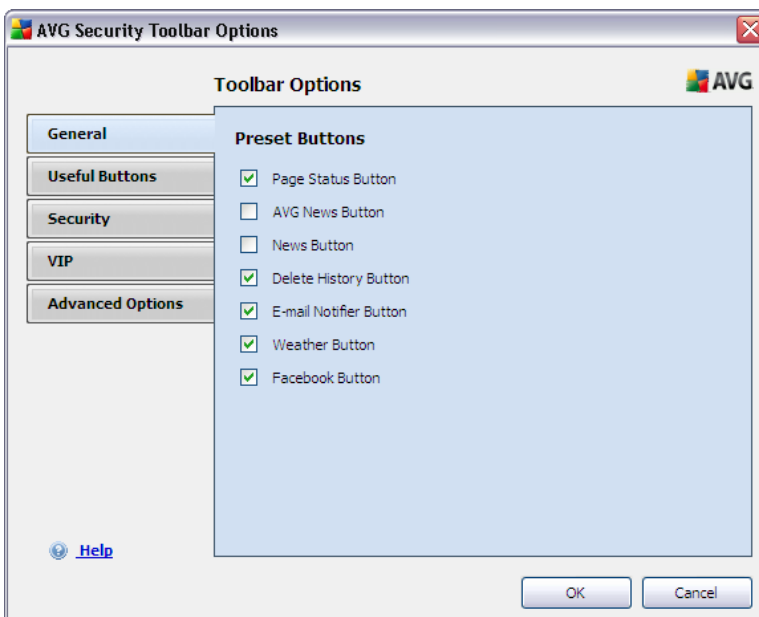 AVG Security Toolbar Options
Toolbar Options
AVG
General
Useful Buttons
Security
VIP
Advanced Options
Preset Buttons
Page Status Button
AVG News Button
News Button
Delete History Button
E-mail Notifier Button
Weather Button
Facebook Button
Help
OK
Cancel